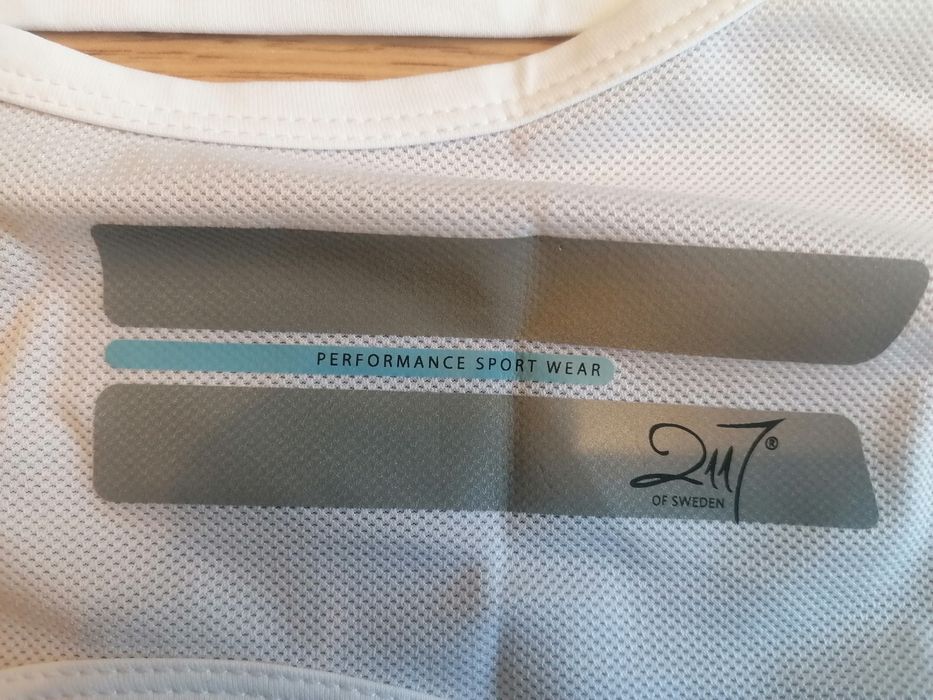 PERFORMANCE SPORT WEAR
2117®
OF SWEDEN